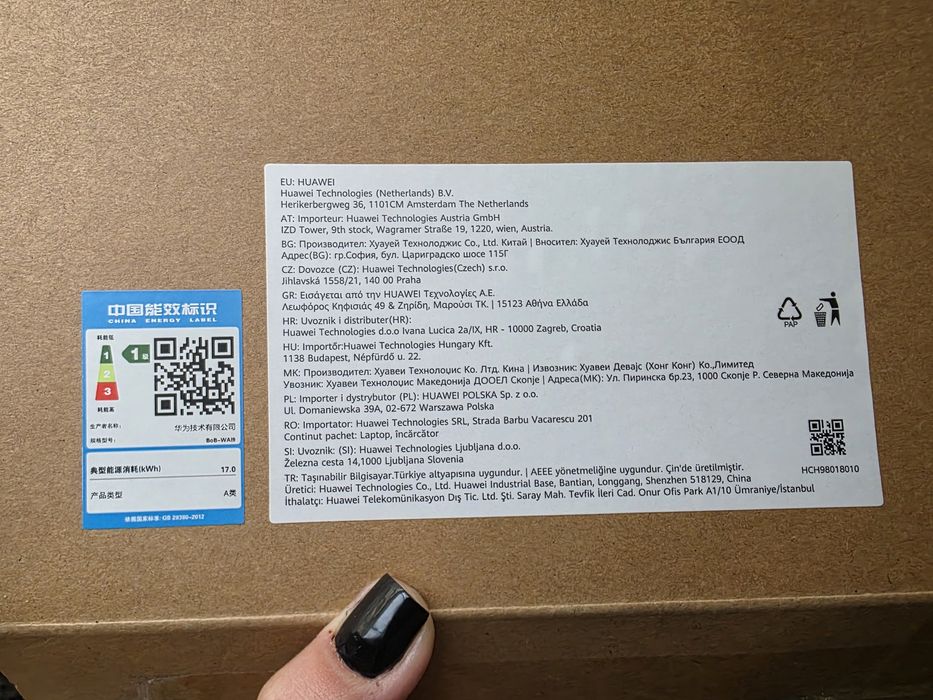 EU: HUAWEI
Huawei Technologies (Netherlands) B.V.
Herikerbergweg 36, 1101CM Amsterdam The Netherlands
AT: Importeur: Huawei Technologies Austria GmbH
IZD Tower, 9th stock, Wagramer Straße 19, 1220, wien, Austria.
BG: Производител: Хуауей Технолоджис Co., Ltd. Китай | Вносител: Хуауей Технолоджис България ЕООД
Адрес(BG): гр.София, бул. Цариградско шосе 115Г
CZ: Dovozce (CZ): Huawei Technologies(Czech) s.r.o.
Jihlavská 1558/21, 140 00 Praha
GR: Εισάγεται από την HUAWEI Τεχνολογίες Α.Ε.
Λεωφόρος Κηφισιάς 49 & Ζηρίδη, Μαρούσι ΤΚ. | 15123 Αθήνα Ελλάδα
HR: Uvoznik i distributer(HR):
Huawei Technologies d.o.o Ivana Lucica 2a/IX, HR - 10000 Zagreb, Croatia
HU: Importőr:Huawei Technologies Hungary Kft.
1138 Budapest, Népfürdő u. 22.
MK: Производител: Хуавеи Технолоџис Ко. Лтд. Кина | Извозник: Хуавеи Девајс (Хонг Конг) Ко.,Лимитед
Увозник: Хуавеи Технолоџис Македонија ДООЕЛ Скопје | Адреса(МК): Ул. Пиринска бр.23, 1000 Скопје Р. Северна Македонија
PL: Importer i dystrybutor (PL): HUAWEI POLSKA Sp. z o.o.
Ul. Domaniewska 39A, 02-672 Warszawa Polska
RO: Importator: Huawei Technologies SRL, Strada Barbu Vacarescu 201
Continut pachet: Laptop, încărcător
SI: Uvoznik: (SI): Huawei Technologies Ljubljana d.o.o.
Železna cesta 14,1000 Ljubljana Slovenia
TR: Taşınabilir Bilgisayar.Türkiye altyapısına uygundur. | AEEE yönetmeliğine uygundur. Çin'de üretilmiştir.
Üretici: Huawei Technologies Co., Ltd. Huawei Industrial Base, Bantian, Longgang, Shenzhen 518129, China
İthalatçı: Huawei Telekomünikasyon Dış Tic. Ltd. Şti. Saray Mah. Tevfik İleri Cad. Onur Ofis Park A1/10 Ümraniye/İstanbul
PAP
HCH98018010
中国能效标识
CHINA ENERGY LABEL
耗能低
1
2
3
1级
耗能高
生产者名称:
华为技术有限公司
规格型号:
BoB-WAI9
典型能源消耗(kWh)
17.0
产品类型
A类
依据国家标准: GB 28380-2012